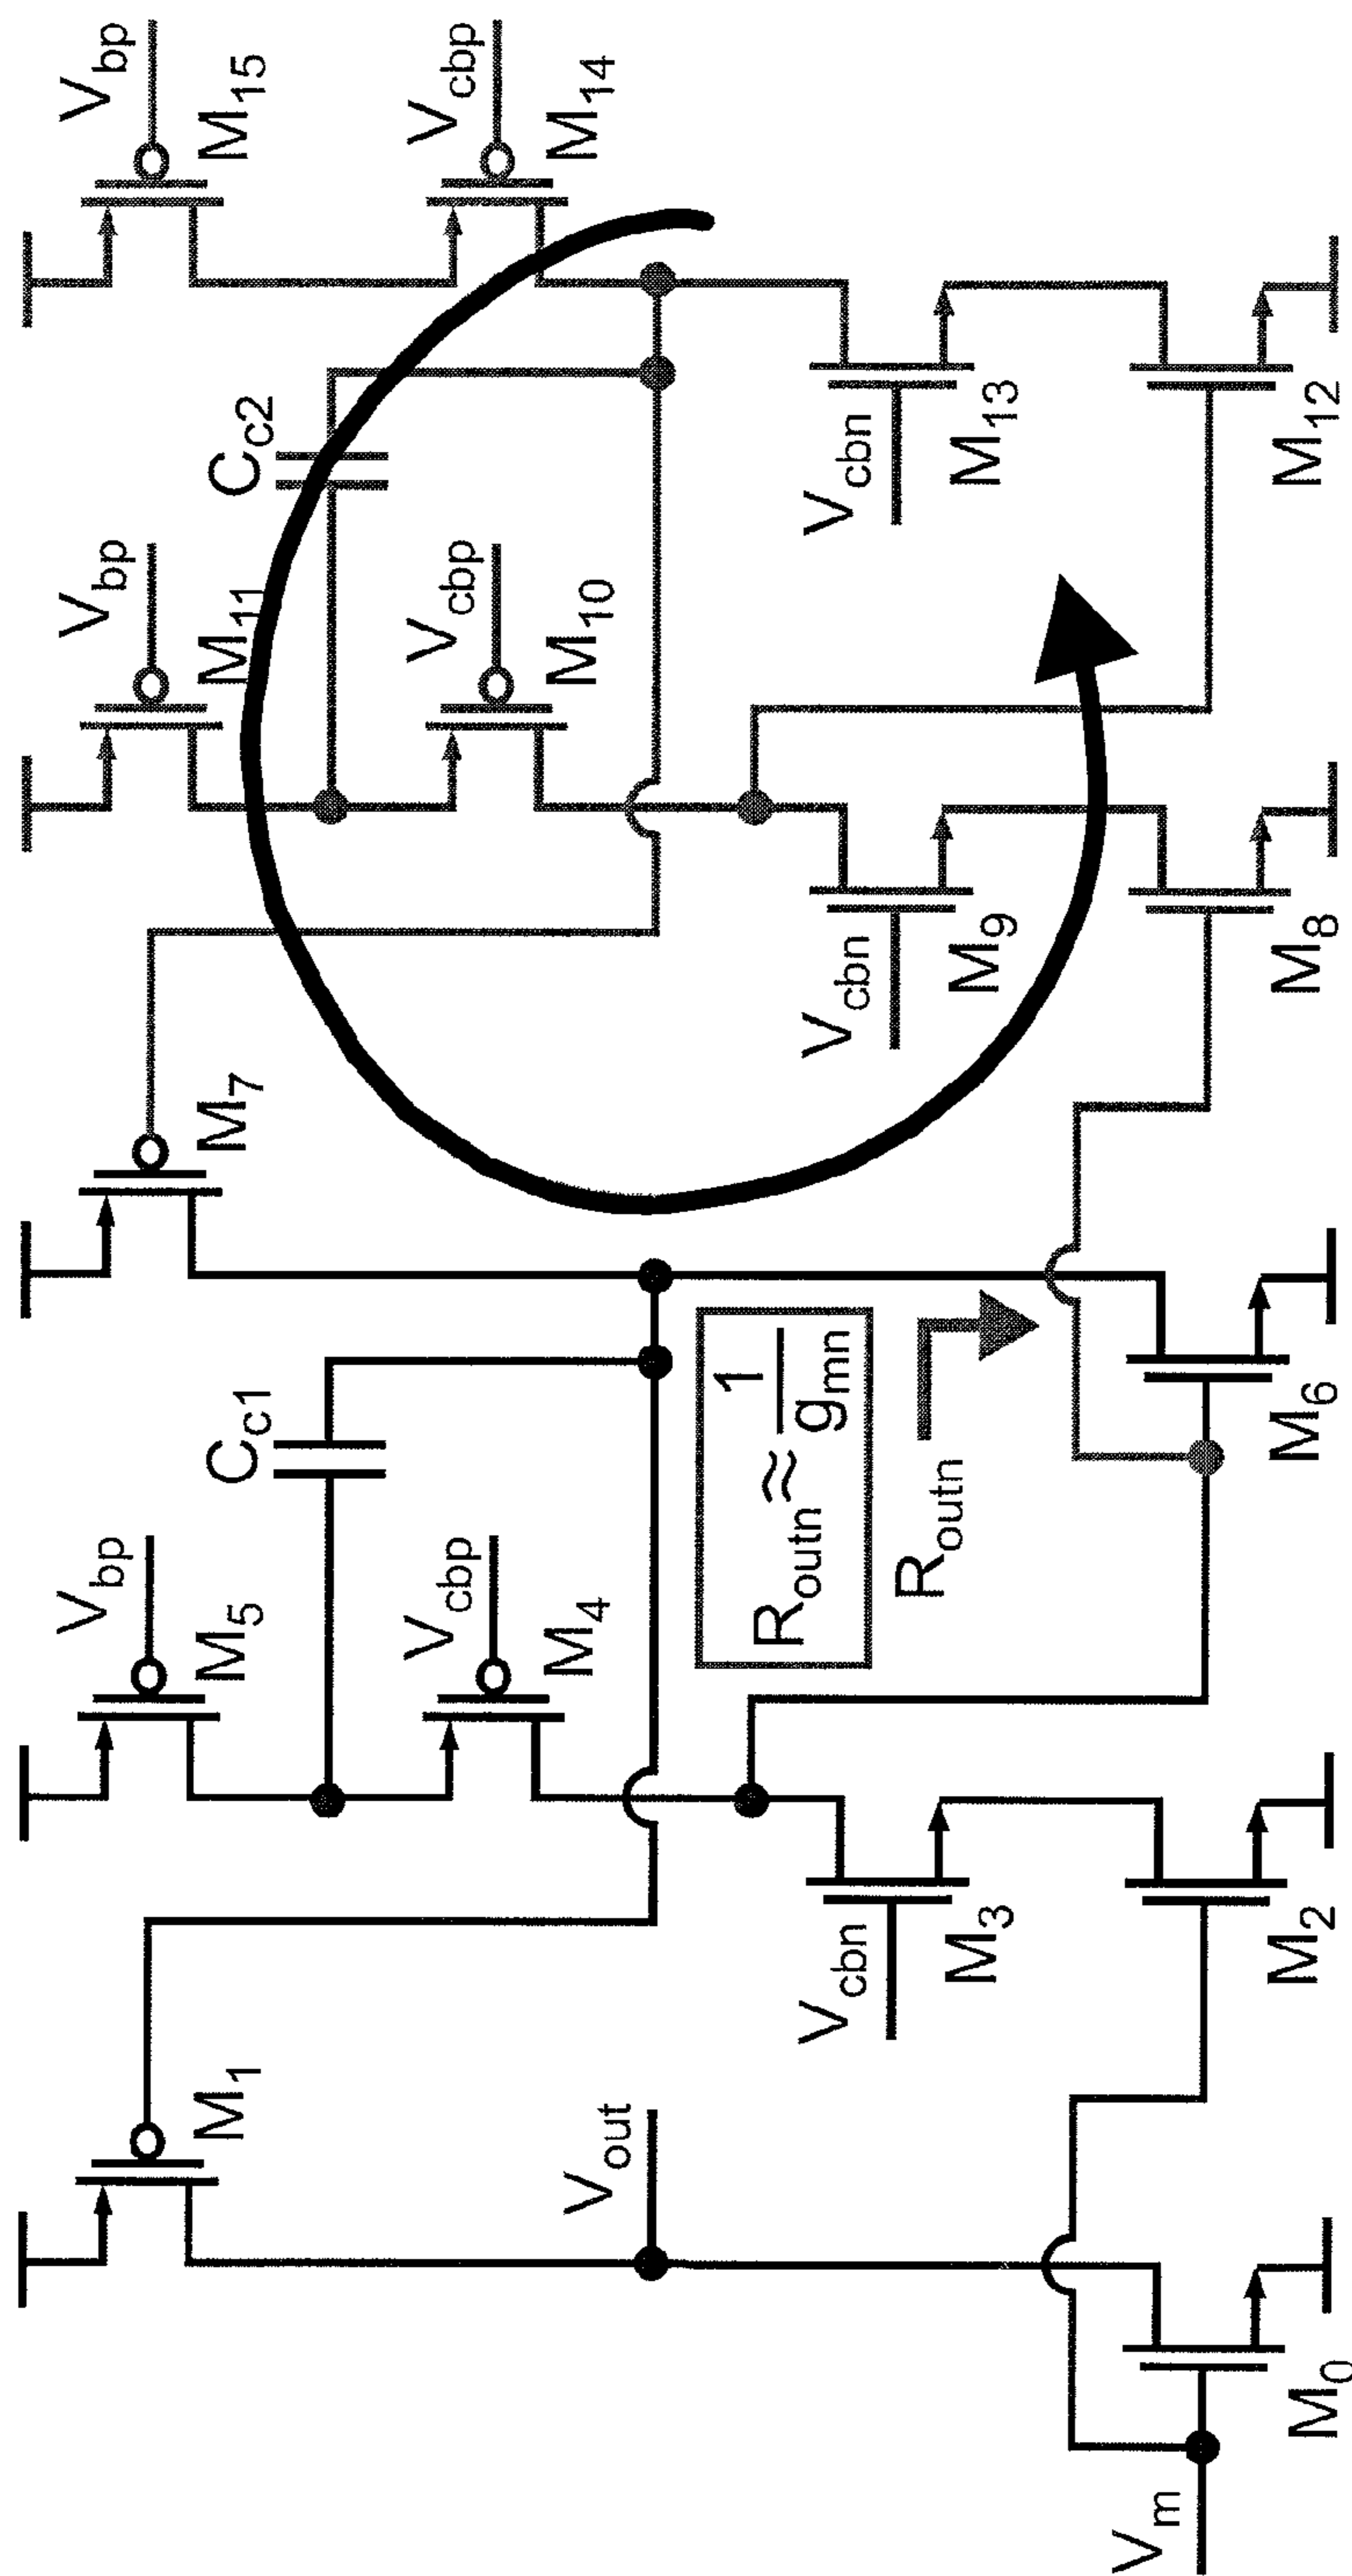 V_bp
M_15
V_cbp
M_14
V_bp
M_11
C_c2
V_cbp
M_10
V_cbn
M_13
M_12
V_cbn
M_9
M_8
M_7
V_bp
M_5
C_c1
V_cbp
M_4
R_outn ≈ 1/g_mn
R_outn
M_6
V_cbn
M_3
M_2
M_1
V_out
V_m
M_0